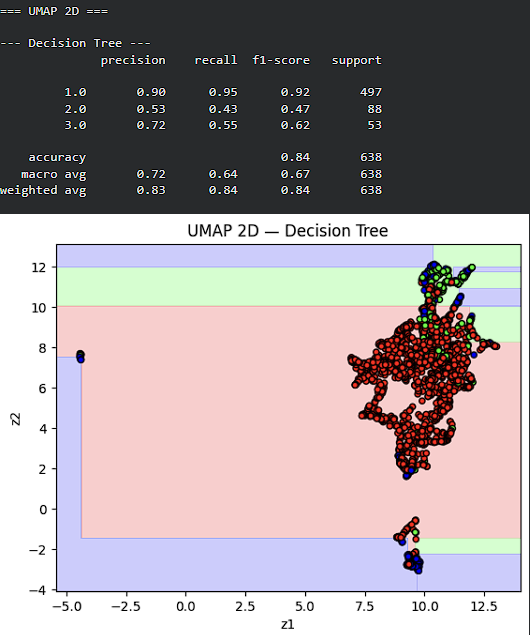 === UMAP 2D ===
--- Decision Tree ---
precision recall f1-score support
1.0 0.90 0.95 0.92 497
2.0 0.53 0.43 0.47 88
3.0 0.72 0.55 0.62 53
accuracy 0.84 638
macro avg 0.72 0.64 0.67 638
weighted avg 0.83 0.84 0.84 638
UMAP 2D — Decision Tree
12
10
8
6
4
2
0
−2
−4
z2
−5.0 −2.5 0.0 2.5 5.0 7.5 10.0 12.5
z1